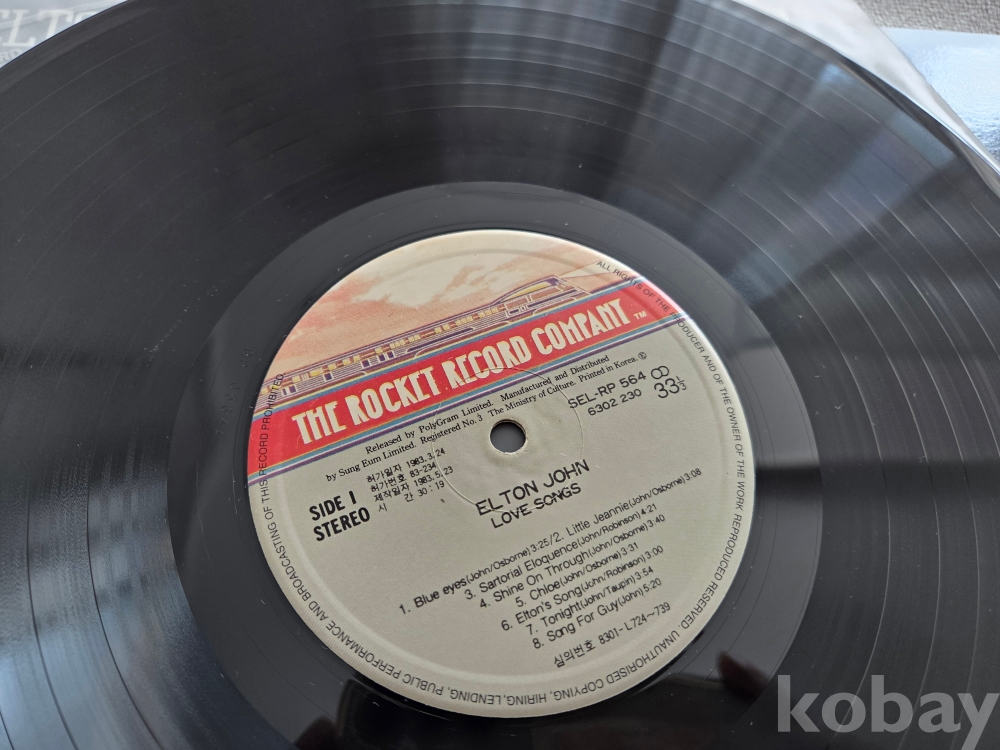 THE ROCKET RECORD COMPANY ™
Released by PolyGram Limited. Manufactured and Distributed
by Sung Eum Limited. Registered No. 3 The Ministry of Culture. Printed in Korea. Ⓟ
SEL-RP 564
6302 230
33⅓
SIDE 1
STEREO
허가일자 1983.3.24
허가번호 83-234
제작일자 1983.5.23
시 간 30:19
ELTON JOHN
LOVE SONGS
1. Blue eyes(John/Osborne)3:25/2. Little Jeannie(John/Osborne)3:08
3. Sartorial Eloquence(John/Robinson)4:21
4. Shine On Through(John/Osborne)3:40
5. Chloe(John/Osborne)3:31
6. Elton's Song(John/Robinson)3:00
7. Tonight(John/Taupin)3:54
8. Song For Guy(John)5:20
심의번호 8301-L724~739
ALL RIGHTS OF THE PRODUCER AND OF THE OWNER OF THE WORK REPRODUCED RESERVED. UNAUTHORISED COPYING, HIRING, LENDING, PUBLIC PERFORMANCE AND BROADCASTING OF THIS RECORD PROHIBITED.
kobay